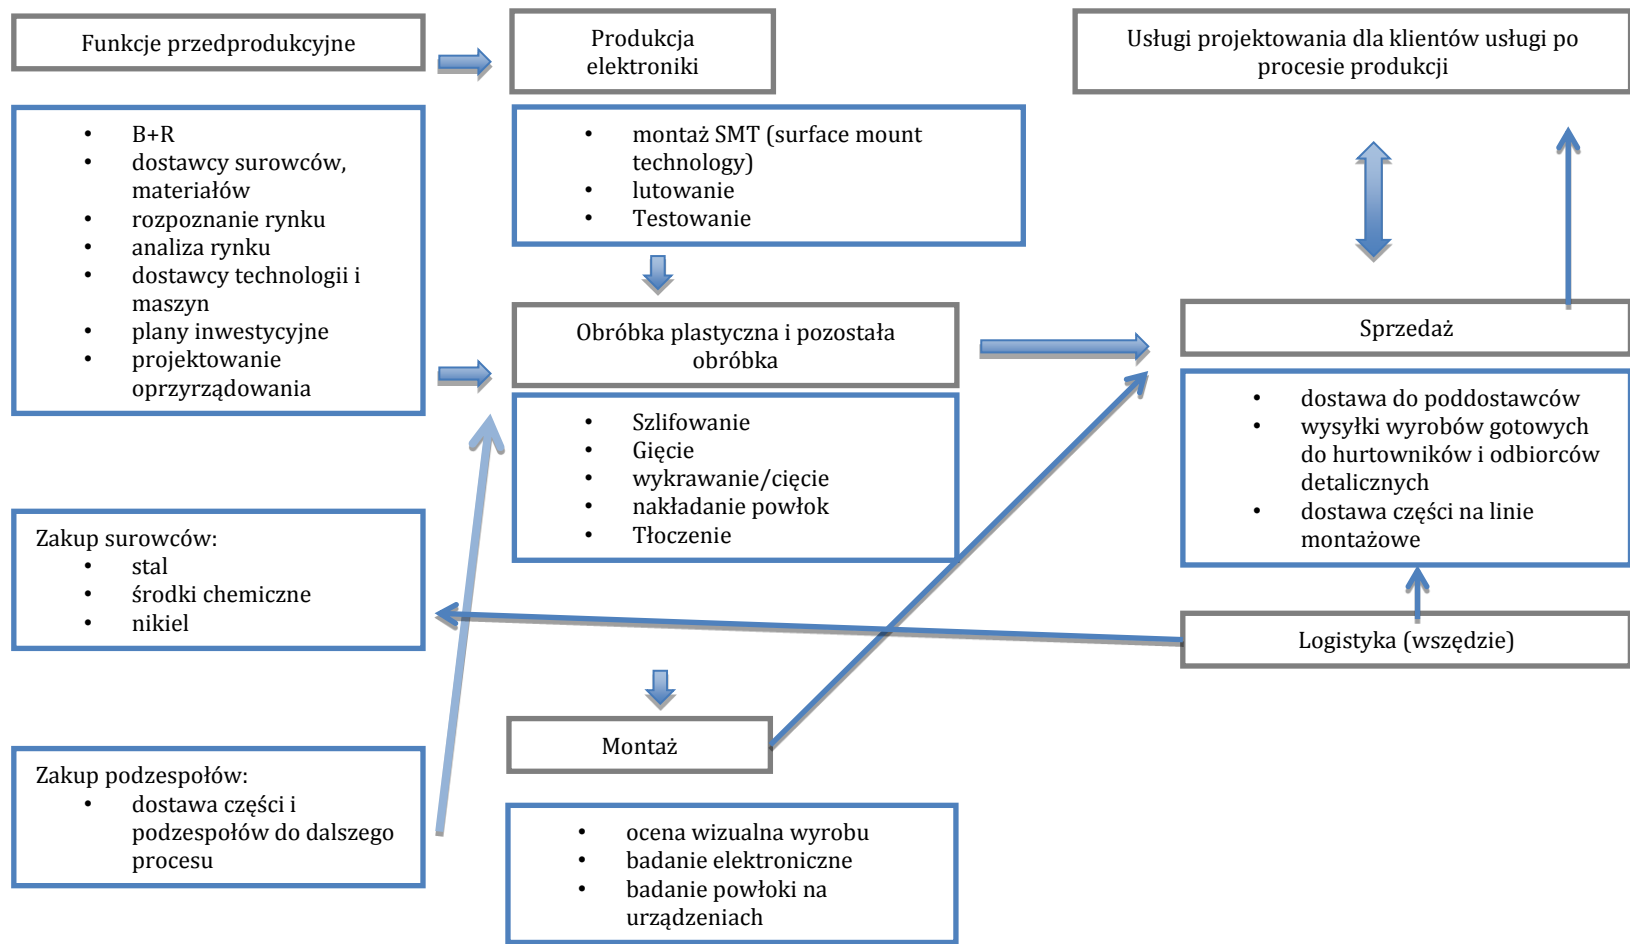 Funkcje przedprodukcyjne
• B+R
• dostawcy surowców,
materiałów
• rozpoznanie rynku
• analiza rynku
• dostawcy technologii i
maszyn
• plany inwestycyjne
• projektowanie
oprzyrządowania
Zakup surowców:
• stal
• środki chemiczne
• nikiel
Zakup podzespołów:
• dostawa części i
podzespołów do dalszego
procesu
Produkcja
elektroniki
• montaż SMT (surface mount
technology)
• lutowanie
• Testowanie
Obróbka plastyczna i pozostała
obróbka
• Szlifowanie
• Gięcie
• wykrawanie/cięcie
• nakładanie powłok
• Tłoczenie
Montaż
• ocena wizualna wyrobu
• badanie elektroniczne
• badanie powłoki na
urządzeniach
Usługi projektowania dla klientów usługi po
procesie produkcji
Sprzedaż
• dostawa do poddostawców
• wysyłki wyrobów gotowych
do hurtowników i odbiorców
detalicznych
• dostawa części na linie
montażowe
Logistyka (wszędzie)